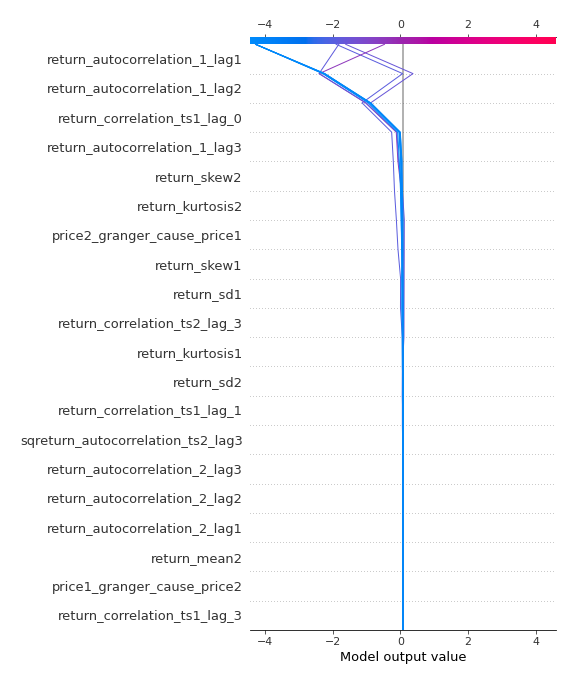 −4 −2 0 2 4
return_autocorrelation_1_lag1
return_autocorrelation_1_lag2
return_correlation_ts1_lag_0
return_autocorrelation_1_lag3
return_skew2
return_kurtosis2
price2_granger_cause_price1
return_skew1
return_sd1
return_correlation_ts2_lag_3
return_kurtosis1
return_sd2
return_correlation_ts1_lag_1
sqreturn_autocorrelation_ts2_lag3
return_autocorrelation_2_lag3
return_autocorrelation_2_lag2
return_autocorrelation_2_lag1
return_mean2
price1_granger_cause_price2
return_correlation_ts1_lag_3
−4 −2 0 2 4
Model output value